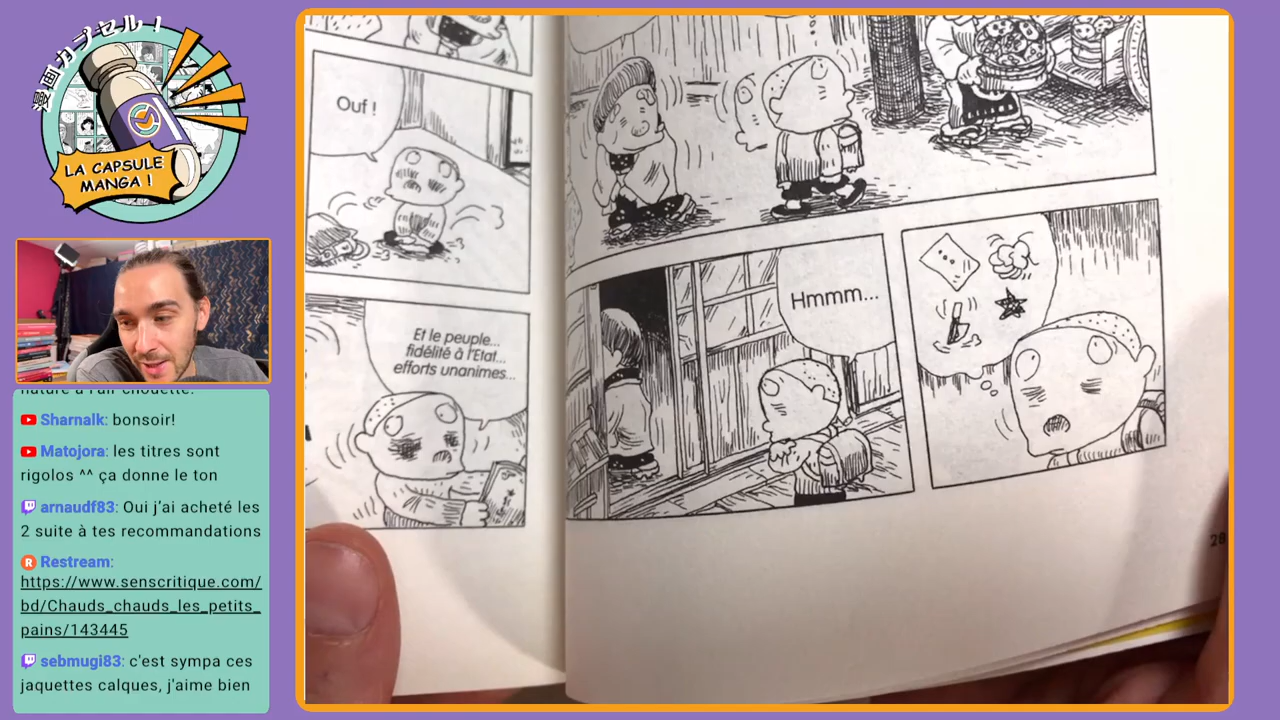 漫画カプセル!
LA CAPSULE
MANGA !
nature a l'air chouette.
Sharnalk: bonsoir!
Matojora: les titres sont
rigolos ^^ ça donne le ton
arnaudf83: Oui j’ai acheté les
2 suite à tes recommandations
R Restream:
https://www.senscritique.com/
bd/Chauds_chauds_les_petits_
pains/143445
sebmugi83: c'est sympa ces
jaquettes calques, j'aime bien
Ouf !
Et le peuple...
fidélité à l'Etat...
efforts unanimes...
Hmmm...
...